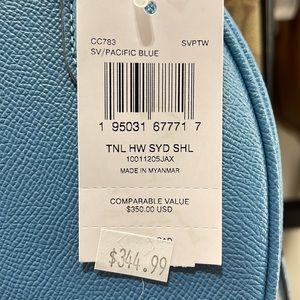 CC783 SVPTW
SV/PACIFIC BLUE
1 95031 67771 7
TNL HW SYD SHL
10011205JAX
MADE IN MYANMAR
COMPARABLE VALUE
$350.00 USD
$344.99